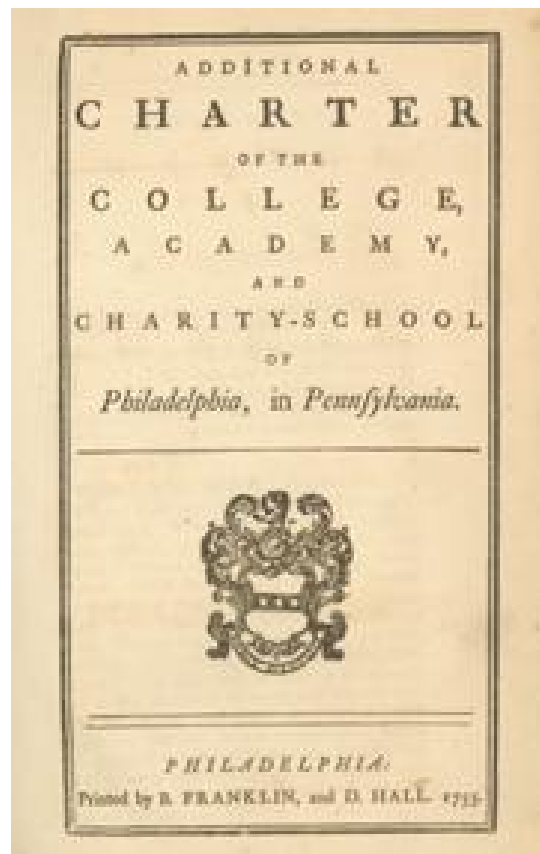 ADDITIONAL
CHARTER
OF THE
COLLEGE,
ACADEMY,
AND
CHARITY-SCHOOL
OF
Philadelphia, in Pennſylvania.
PHILADELPHIA:
Printed by B. FRANKLIN, and D. HALL. 1755.